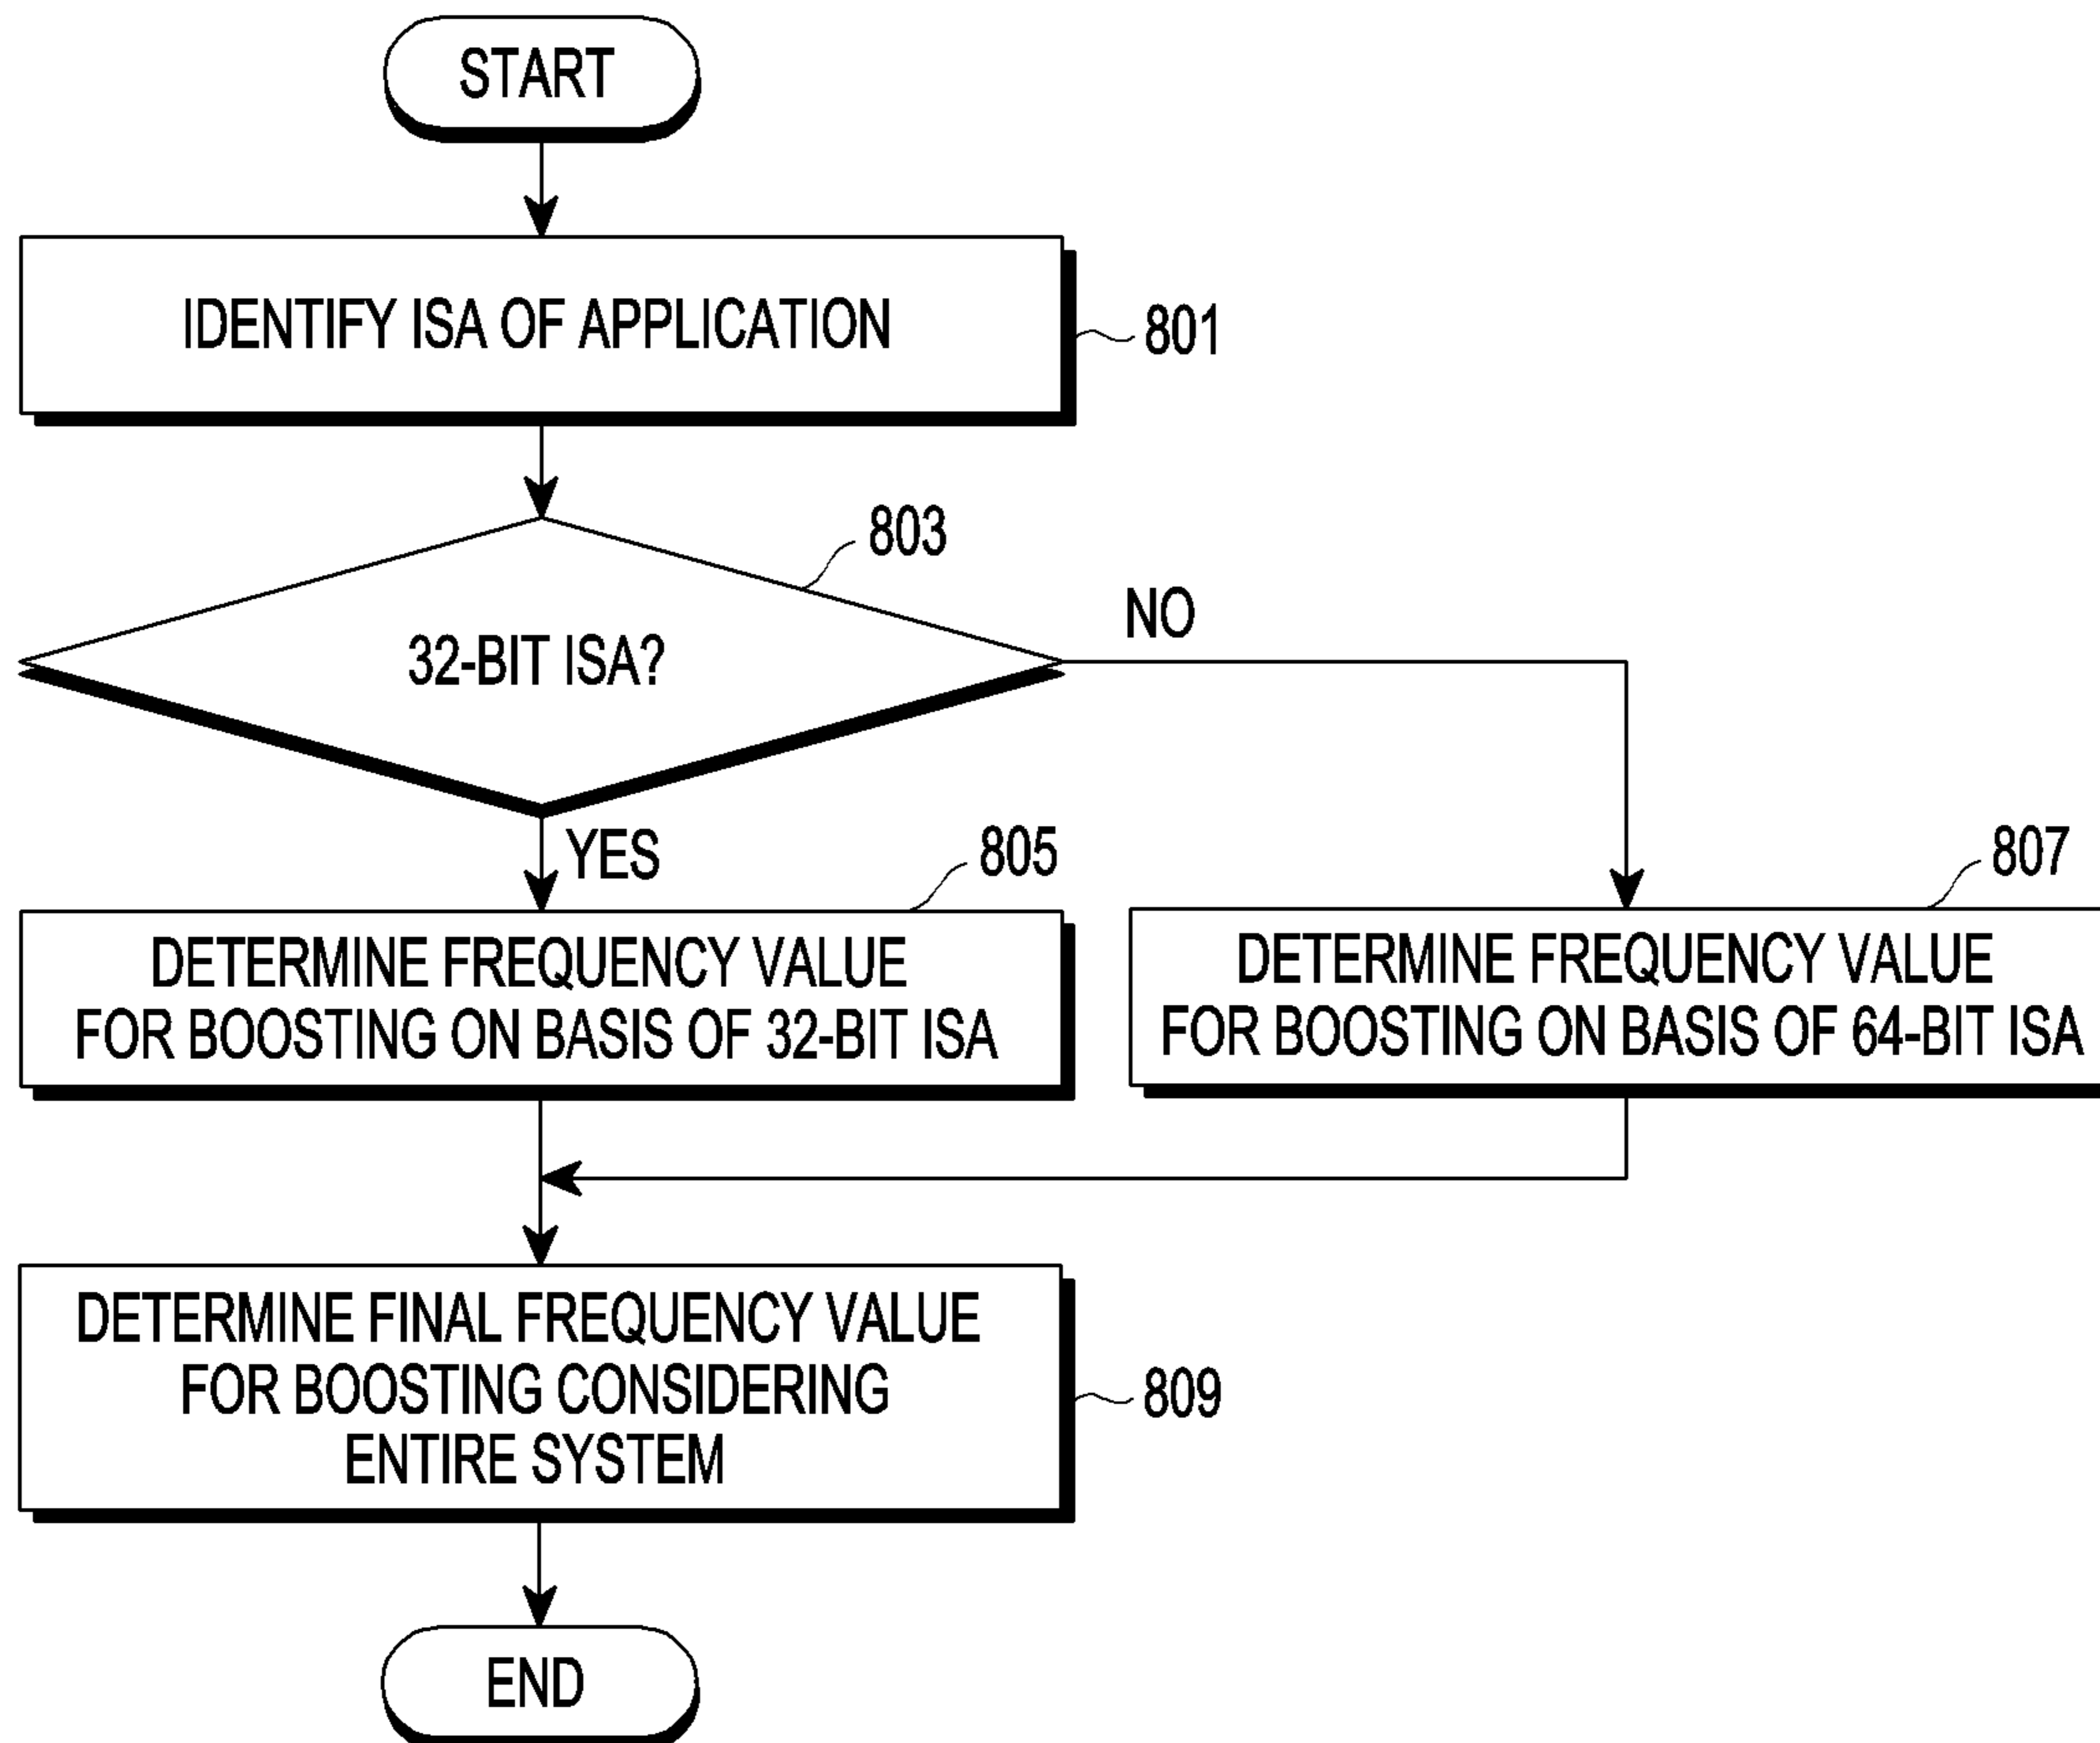 START
IDENTIFY ISA OF APPLICATION
801
803
32-BIT ISA?
NO
YES
805
DETERMINE FREQUENCY VALUE
FOR BOOSTING ON BASIS OF 32-BIT ISA
807
DETERMINE FREQUENCY VALUE
FOR BOOSTING ON BASIS OF 64-BIT ISA
DETERMINE FINAL FREQUENCY VALUE
FOR BOOSTING CONSIDERING
ENTIRE SYSTEM
809
END